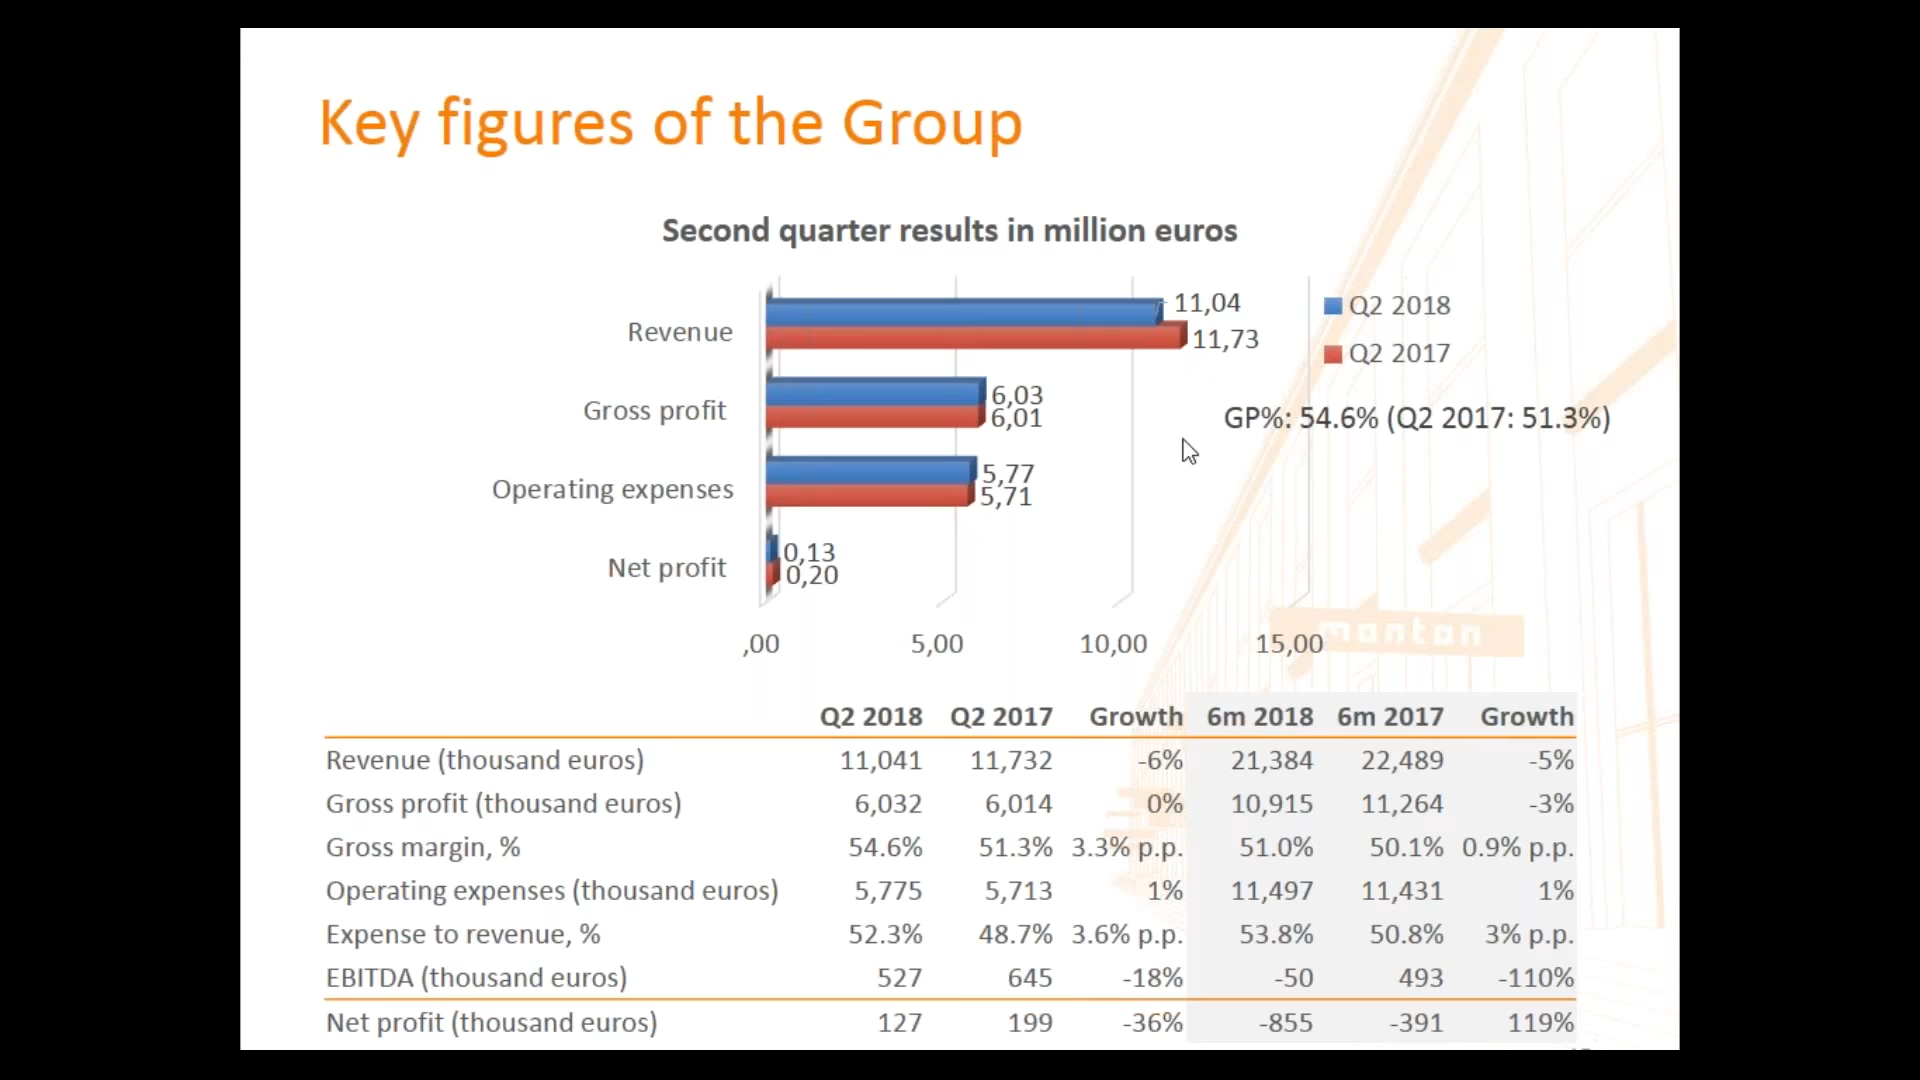 Key figures of the Group
Second quarter results in million euros
Revenue
11,04
11,73
Q2 2018
Q2 2017
Gross profit
6,03
6,01
GP%: 54.6% (Q2 2017: 51.3%)
Operating expenses
5,77
5,71
Net profit
0,13
0,20
,00 5,00 10,00 15,00
monton
Q2 2018 Q2 2017 Growth 6m 2018 6m 2017 Growth
Revenue (thousand euros) 11,041 11,732 -6% 21,384 22,489 -5%
Gross profit (thousand euros) 6,032 6,014 0% 10,915 11,264 -3%
Gross margin, % 54.6% 51.3% 3.3% p.p. 51.0% 50.1% 0.9% p.p.
Operating expenses (thousand euros) 5,775 5,713 1% 11,497 11,431 1%
Expense to revenue, % 52.3% 48.7% 3.6% p.p. 53.8% 50.8% 3% p.p.
EBITDA (thousand euros) 527 645 -18% -50 493 -110%
Net profit (thousand euros) 127 199 -36% -855 -391 119%